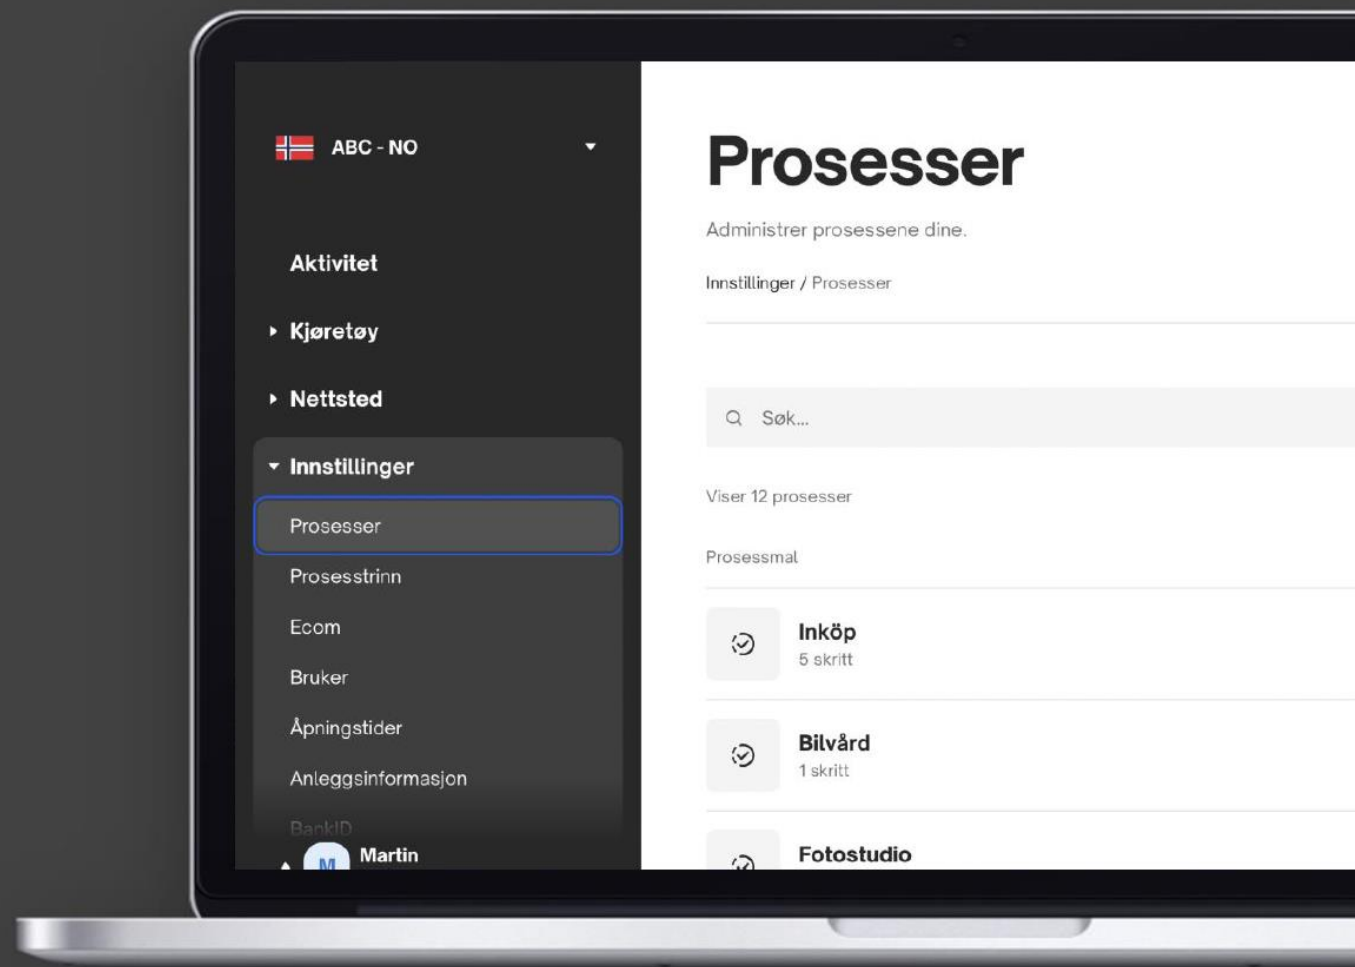 ABC - NO
Aktivitet
Kjøretøy
Nettsted
Innstillinger
Prosesser
Prosesstrinn
Ecom
Bruker
Åpningstider
Anleggsinformasjon
BankID
M
Martin
Prosesser
Administrer prosessene dine.
Innstillinger / Prosesser
Søk...
Viser 12 prosesser
Prosessmal
Inköp
5 skritt
Bilvård
1 skritt
Fotostudio